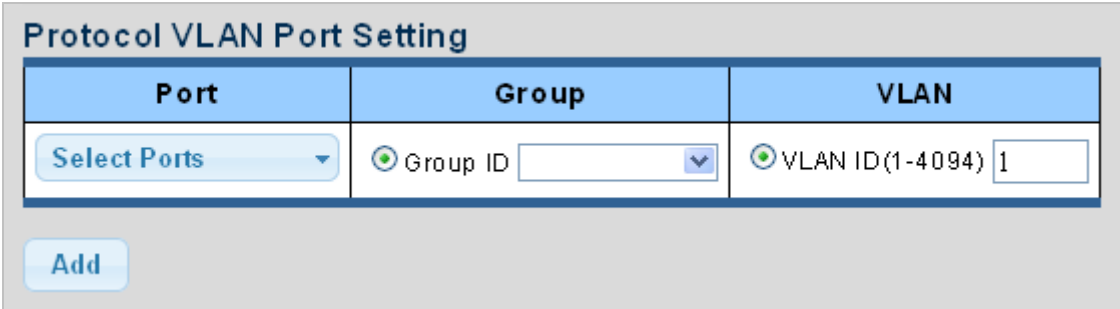 Protocol VLAN Port Setting
Port Group VLAN
Select Ports Group ID VLAN ID(1-4094) 1
Add